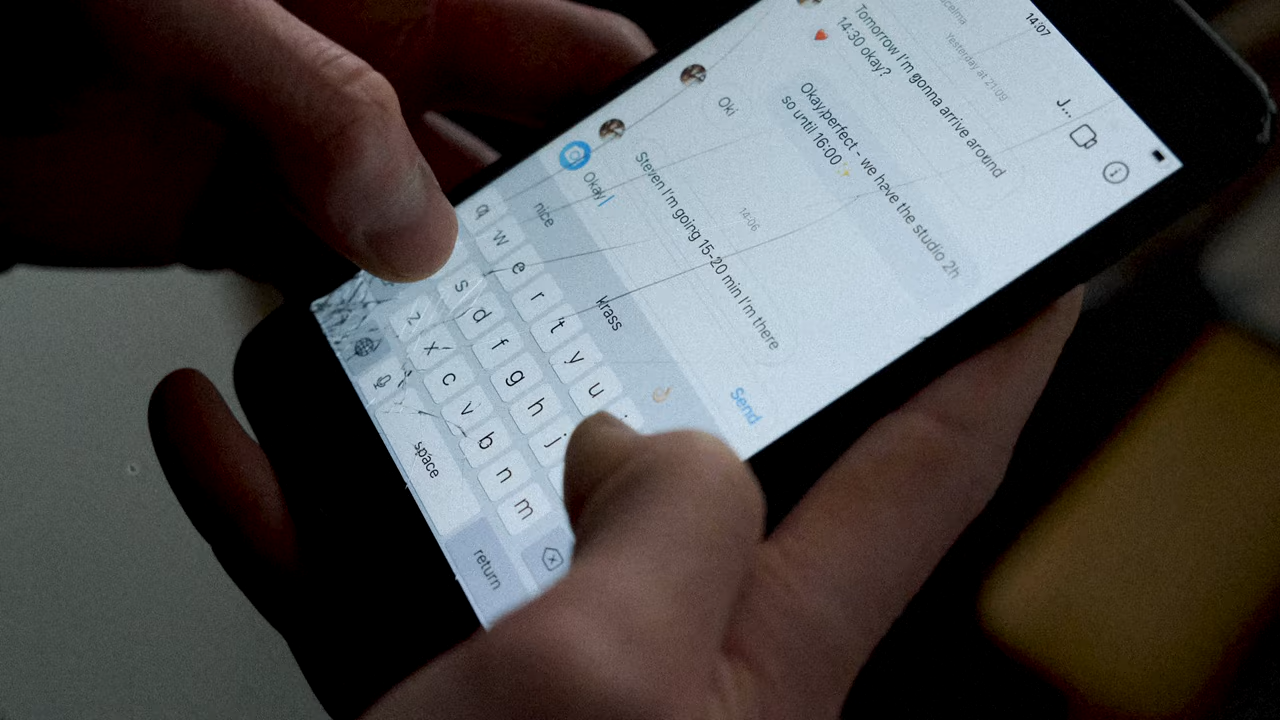 14:07
J...
Yesterday at 21:09
Tomorrow I'm gonna arrive around
14:30 okay?
Okay,perfect - we have the studio 2h
so until 16:00 ✨
Oki
14:06
Steven I'm going 15-20 min I'm there
Okay
Send
nice krass 👌
q w e r t y u
s d f g h j
z x c v b n m
space return